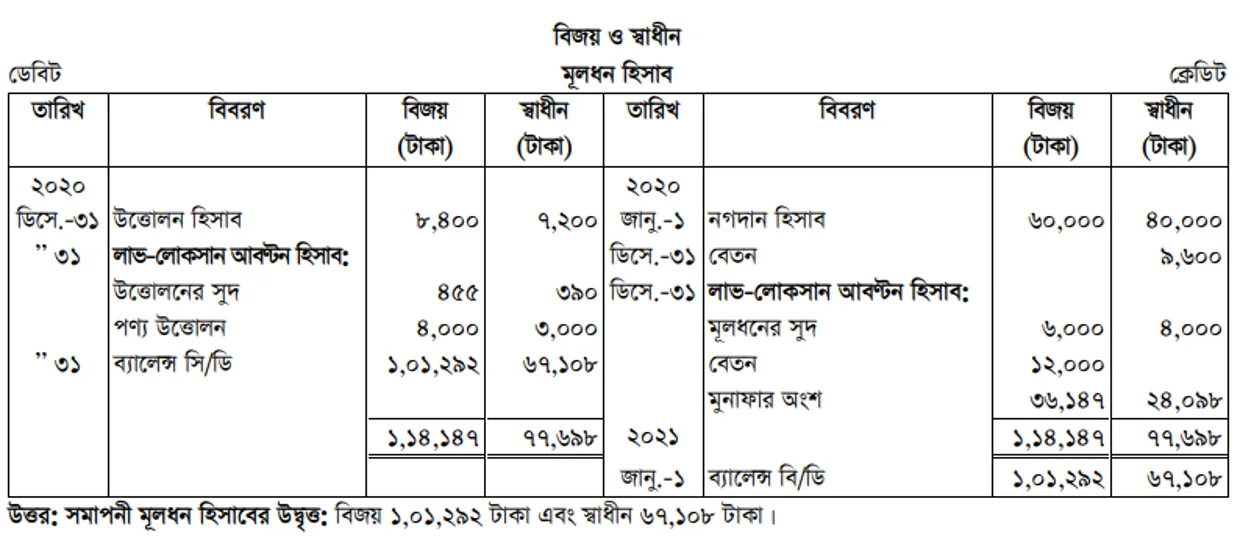 বিজয় ও স্বাধীন
ডেবিট মূলধন হিসাব ক্রেডিট
তারিখ বিবরণ বিজয় স্বাধীন তারিখ বিবরণ বিজয় স্বাধীন
(টাকা) (টাকা) (টাকা) (টাকা)
২০২০ ২০২০
ডিসে.-৩১ উত্তোলন হিসাব ৮,৪০০ ৭,২০০ জানু.-১ নগদান হিসাব ৬০,০০০ ৪০,০০০
” ৩১ লাভ-লোকসান আবণ্টন হিসাব: ডিসে.-৩১ বেতন ৯,৬০০
উত্তোলনের সুদ ৪৫৫ ৩৯০ ডিসে.-৩১ লাভ-লোকসান আবণ্টন হিসাব:
পণ্য উত্তোলন ৪,০০০ ৩,০০০ মূলধনের সুদ ৬,০০০ ৪,০০০
” ৩১ ব্যালেন্স সি/ডি ১,০১,২৯২ ৬৭,১০৮ বেতন ১২,০০০
মুনাফার অংশ ৩৬,১৪৭ ২৪,০৯৮
১,১৪,১৪৭ ৭৭,৬৯৮ ২০২১ ১,১৪,১৪৭ ৭৭,৬৯৮
জানু.-১ ব্যালেন্স বি/ডি ১,০১,২৯২ ৬৭,১০৮
উত্তর: সমাপনী মূলধন হিসাবের উদ্বৃত্ত: বিজয় ১,০১,২৯২ টাকা এবং স্বাধীন ৬৭,১০৮ টাকা।